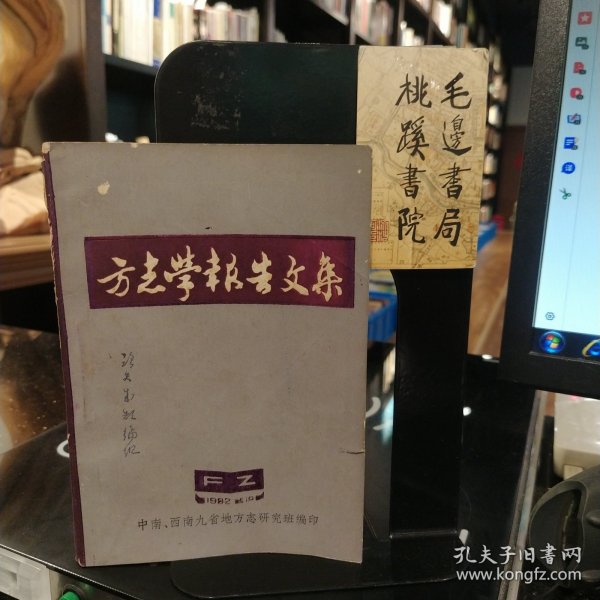 方志学報告文集
FZ
1982
中南、西南九省地方志研究班编印
毛邊書局
桃蹊書院
孔夫子旧书网
www.kongfz.com